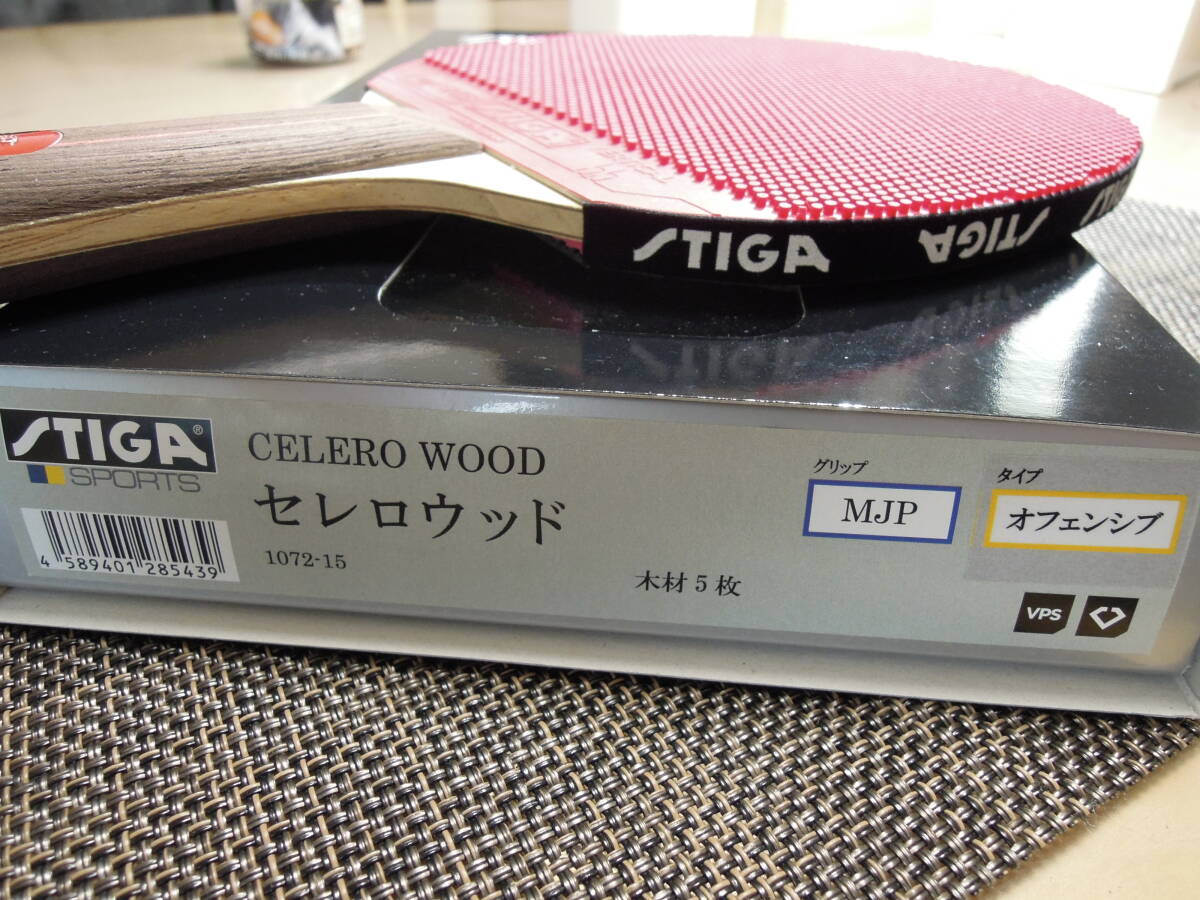 STIGA
STIGA
STIGA
STIGA®
SPORTS
CELERO WOOD
セレロウッド
1072-15
4 589401 285439
木材5枚
グリップ
MJP
タイプ
オフェンシブ
VPS